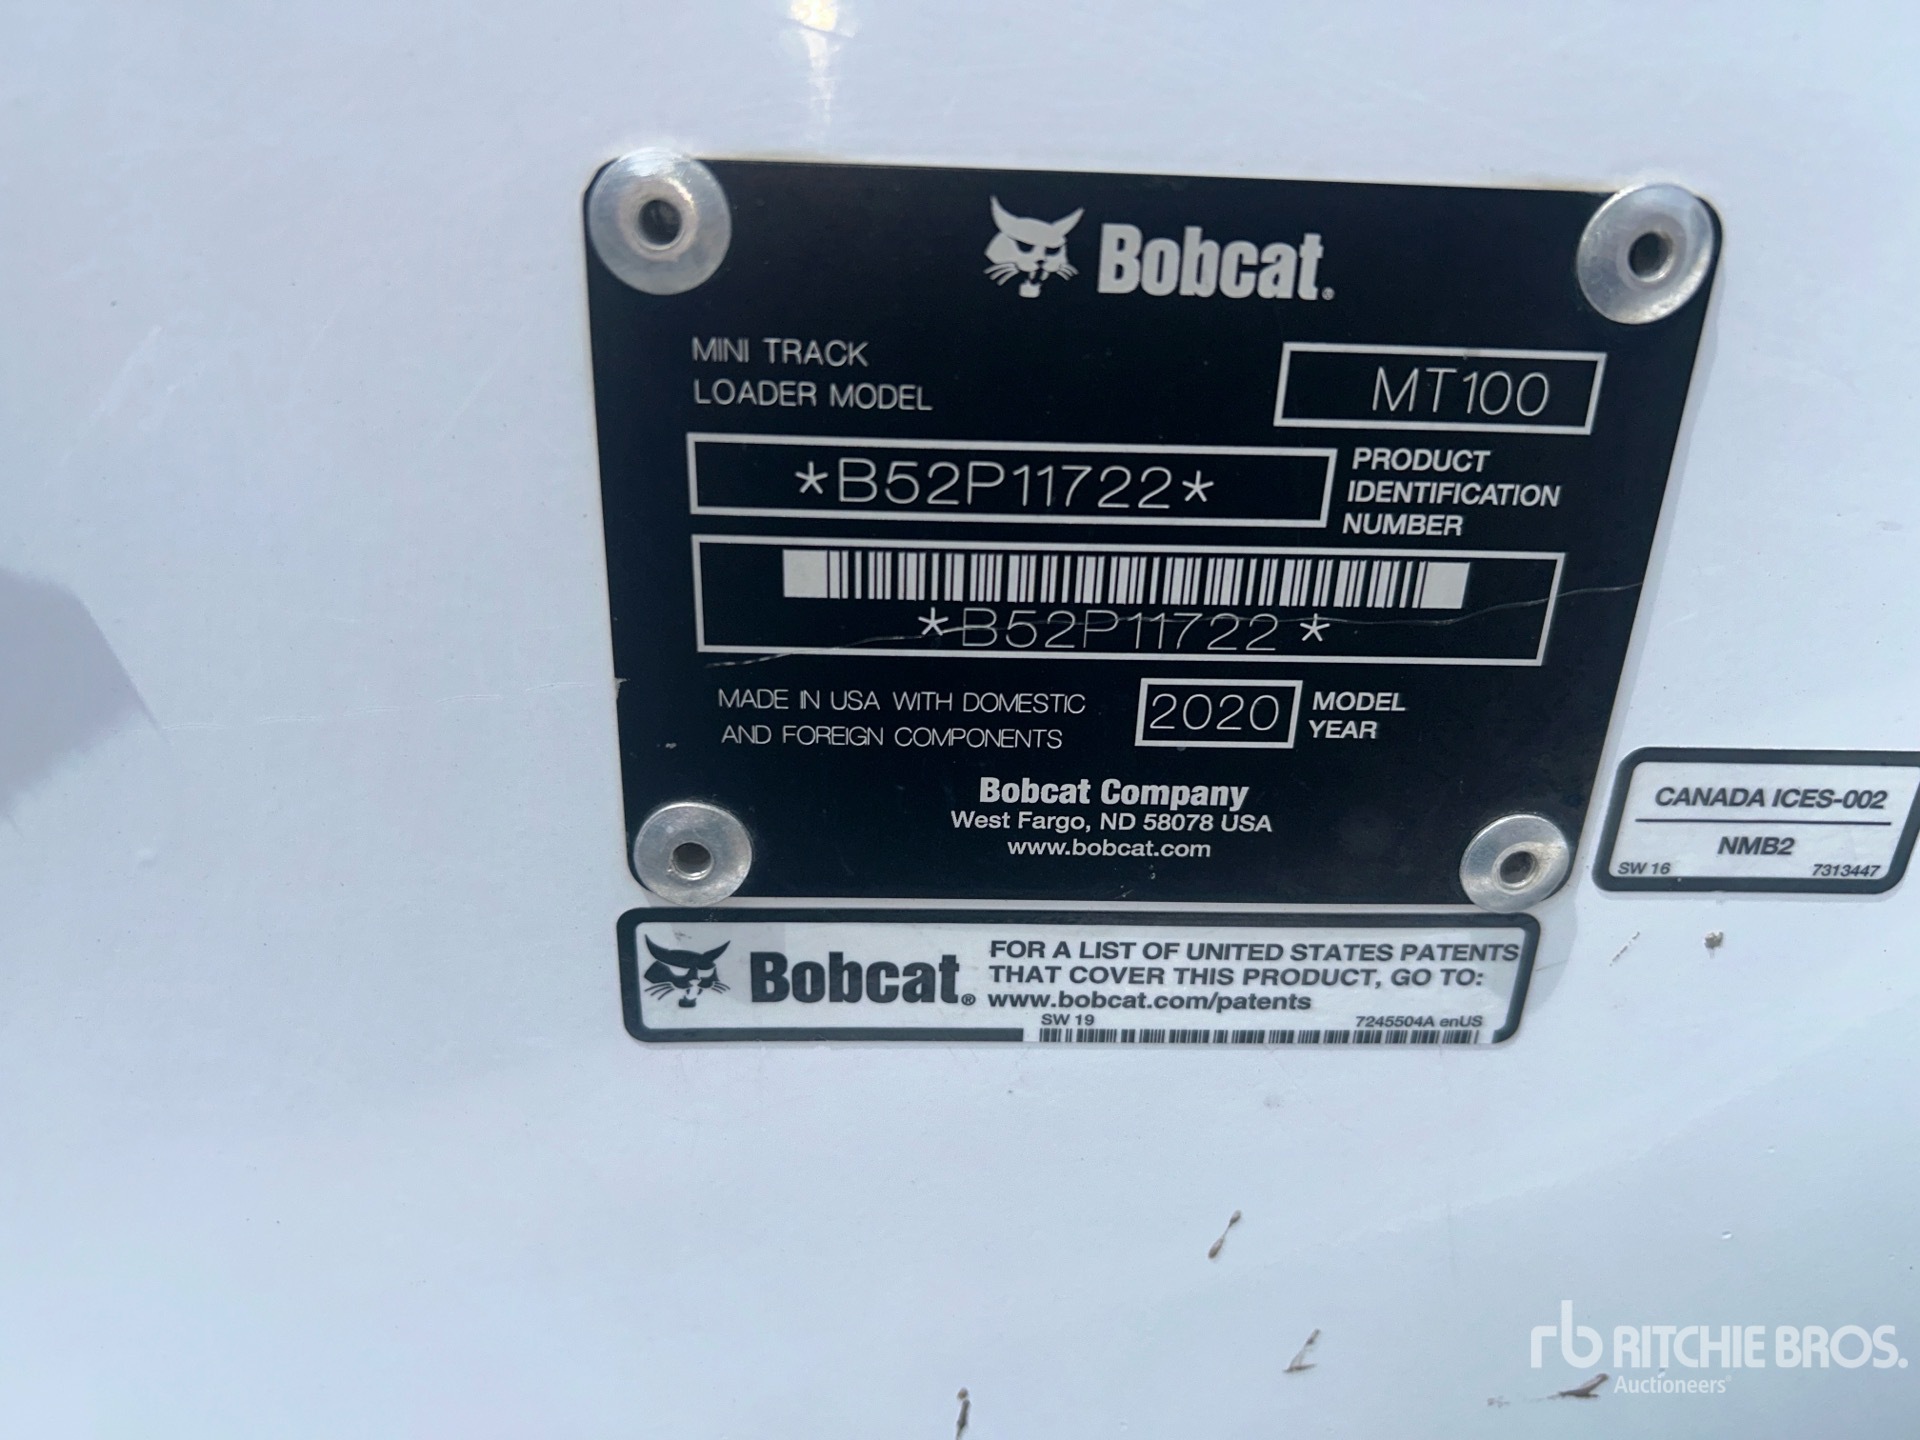 Bobcat®
MINI TRACK
LOADER MODEL
MT100
*B52P11722*
PRODUCT
IDENTIFICATION
NUMBER
*B52P11722*
MADE IN USA WITH DOMESTIC
AND FOREIGN COMPONENTS
2020
MODEL
YEAR
Bobcat Company
West Fargo, ND 58078 USA
www.bobcat.com
CANADA ICES-002
NMB2
SW 16 7313447
Bobcat®
FOR A LIST OF UNITED STATES PATENTS
THAT COVER THIS PRODUCT, GO TO:
www.bobcat.com/patents
SW 19 7245504A enUS
rb RITCHIE BROS.
Auctioneers